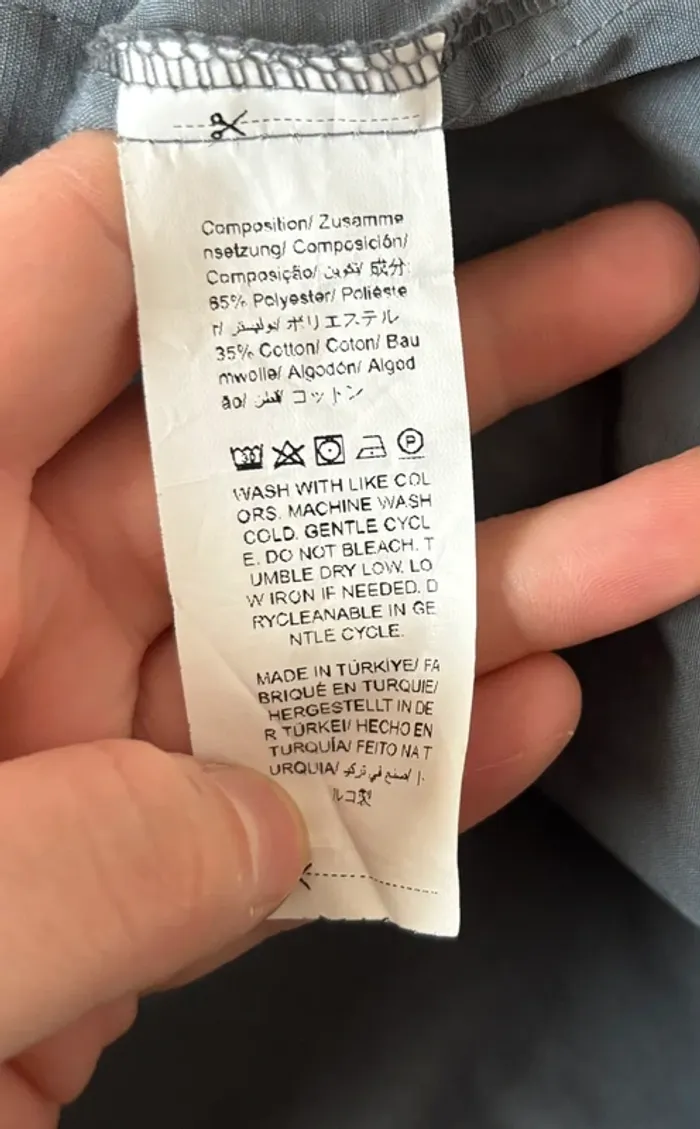 Composition/ Zusamme
nsetzung/ Composición/
Composição/ تكوين/ 成分:
65% Polyester/ Polièste
r/ بوليستر/ ポリエステル
35% Cotton/ Coton/ Bau
mwolle/ Algodón/ Algod
ão/ قطن/ コットン
30 P
WASH WITH LIKE COL
ORS. MACHINE WASH
COLD. GENTLE CYCL
E. DO NOT BLEACH. T
UMBLE DRY LOW. LO
W IRON IF NEEDED. D
RYCLEANABLE IN GE
NTLE CYCLE.
MADE IN TÜRKİYE/ FA
BRIQUÉ EN TURQUIE/
HERGESTELLT IN DE
R TÜRKEI/ HECHO EN
TURQUÍA/ FEITO NA T
URQUIA/ صنع في تركيا/ ト
ルコ製